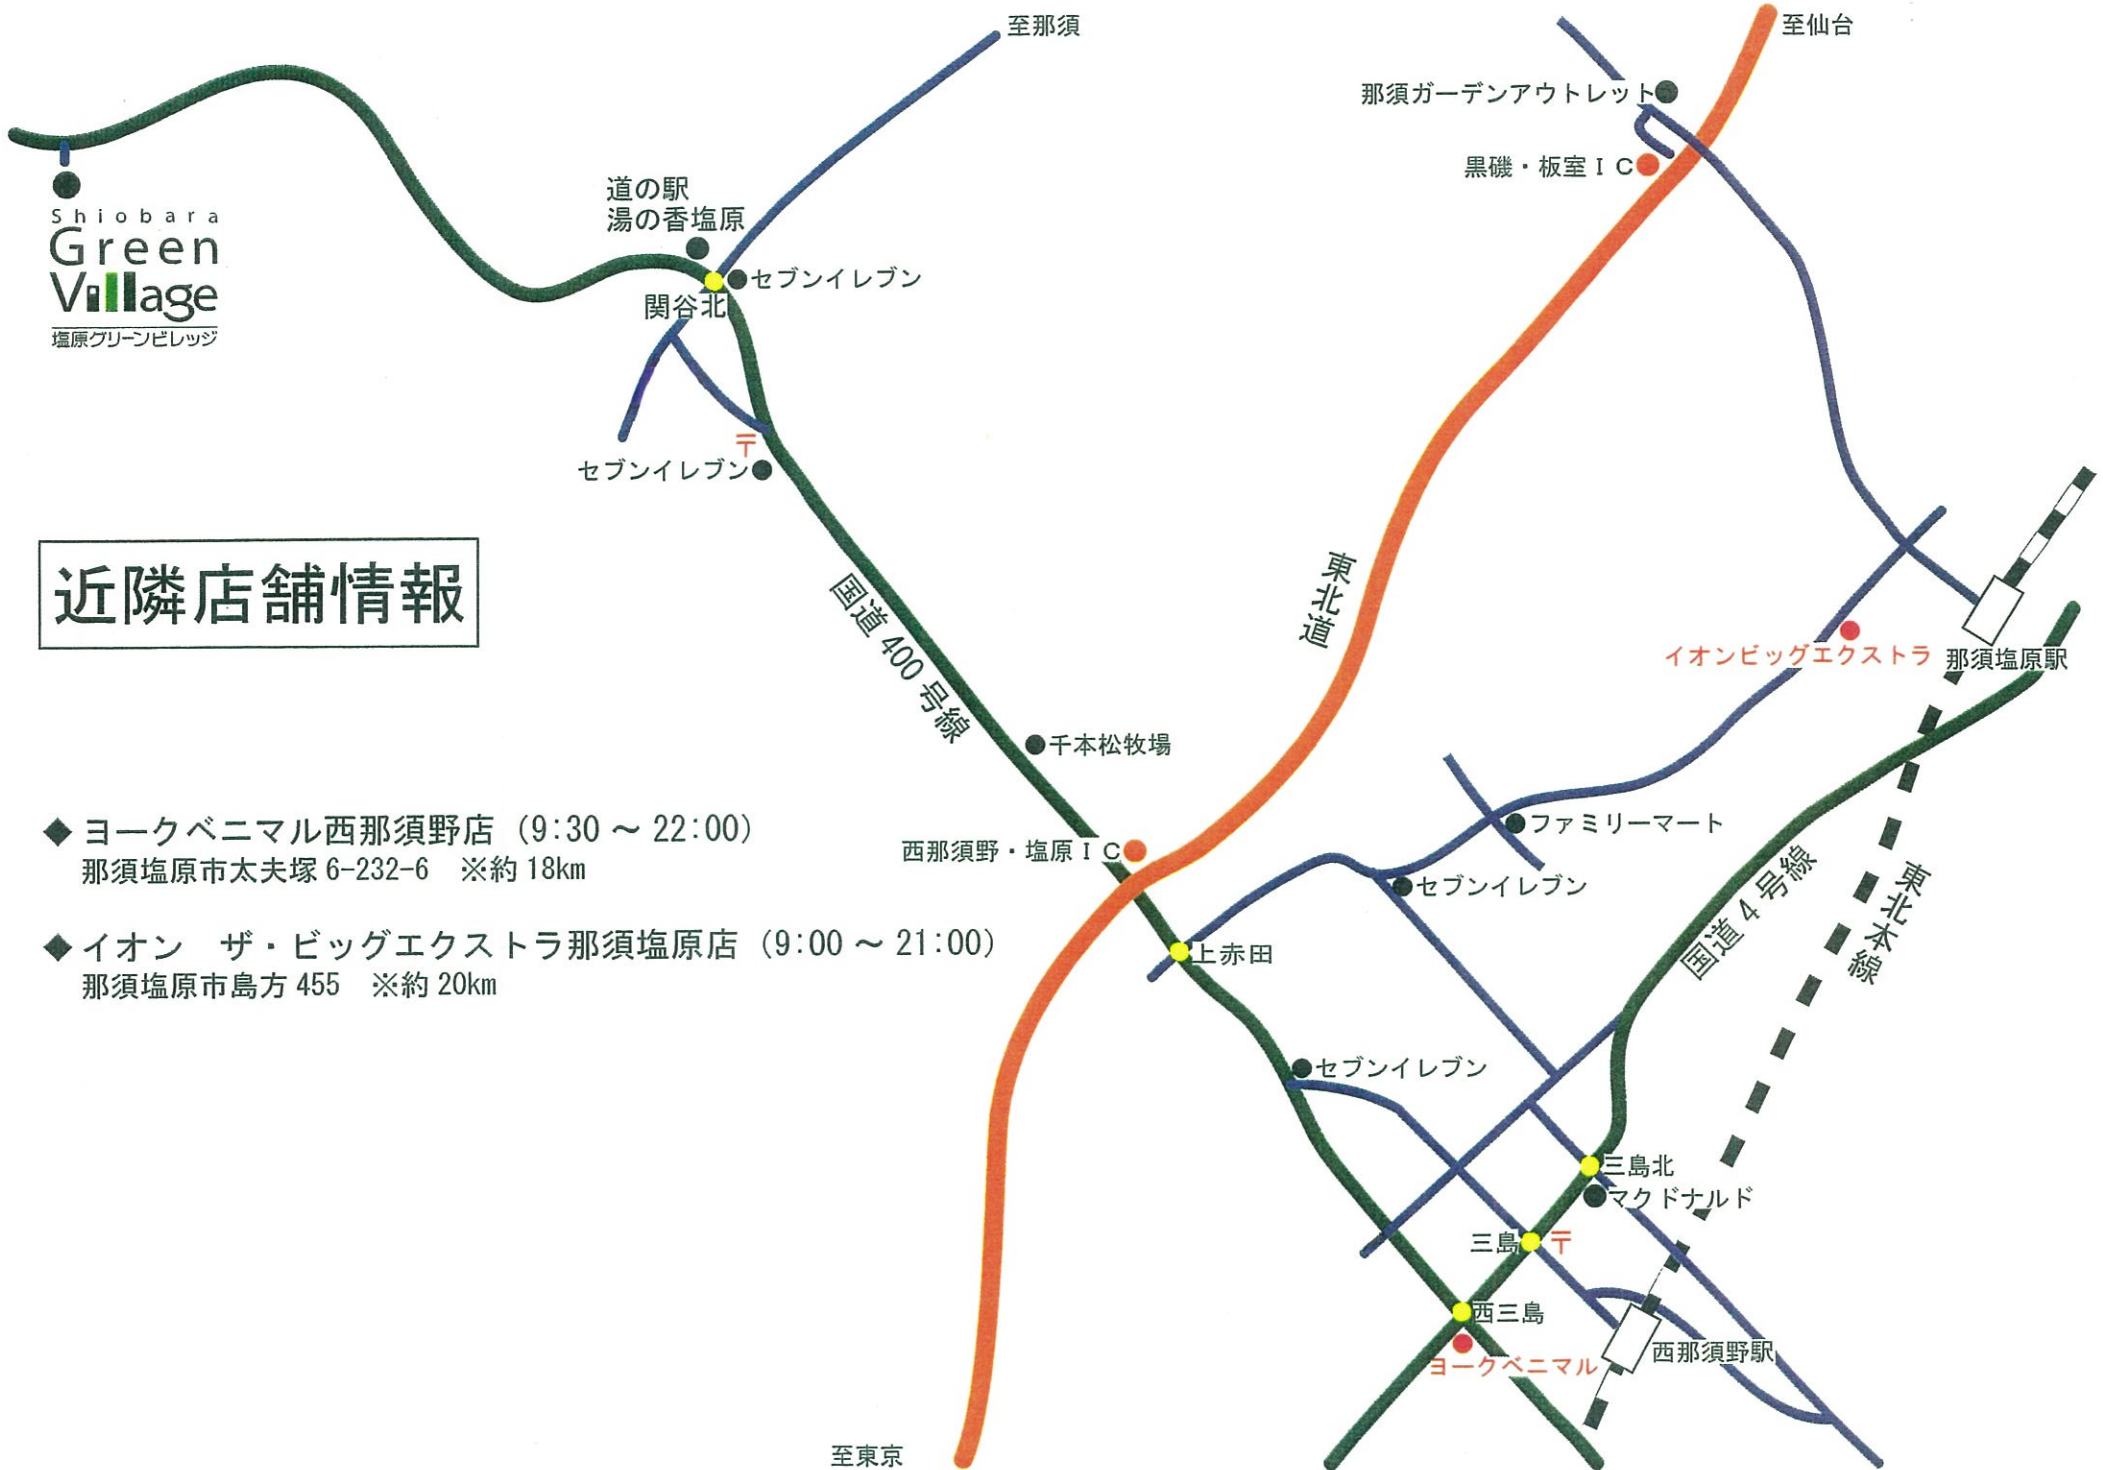 至那須
至仙台
那須ガーデンアウトレット
黒磯・板室ＩＣ
道の駅
湯の香塩原
Shiobara
Green
Village
塩原グリーンビレッジ
セブンイレブン
関谷北
〒
セブンイレブン
近隣店舗情報
国道400号線
東北道
イオンビッグエクストラ
那須塩原駅
千本松牧場
◆ ヨークベニマル西那須野店（9:30 ～ 22:00）
那須塩原市太夫塚 6-232-6　※約 18km
西那須野・塩原ＩＣ
ファミリーマート
セブンイレブン
国道4号線
東北本線
◆ イオン　ザ・ビッグエクストラ那須塩原店（9:00 ～ 21:00）
那須塩原市島方 455　※約 20km
上赤田
セブンイレブン
三島北
マクドナルド
三島
〒
西三島
ヨークベニマル
西那須野駅
至東京